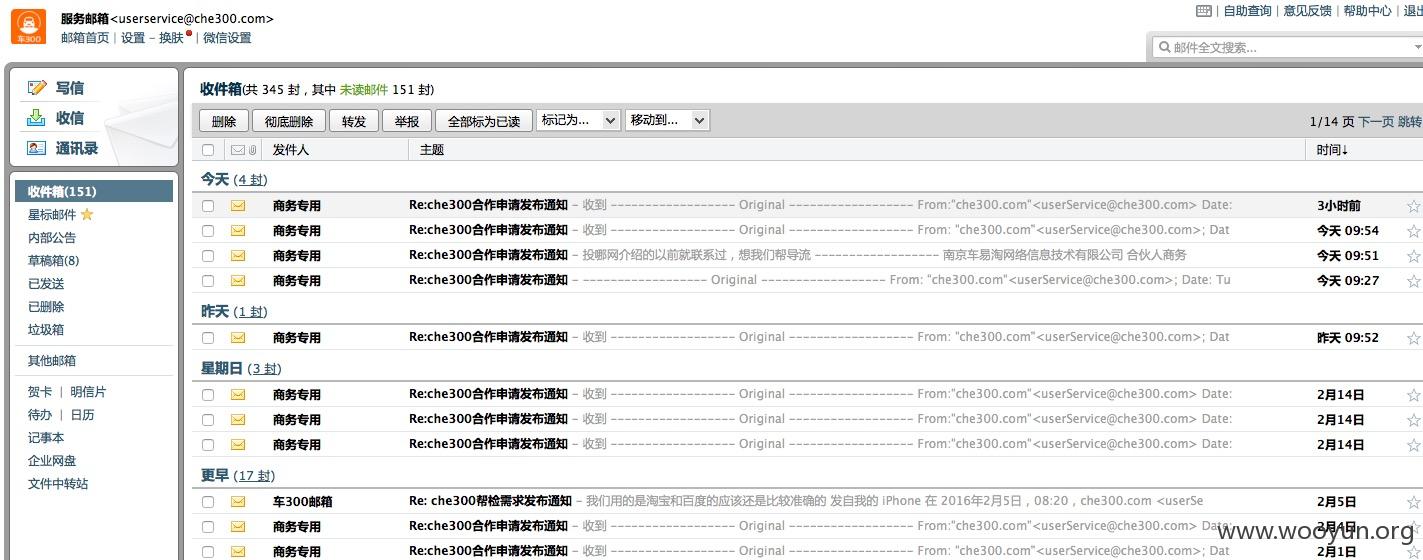 服务邮箱<userservice@che300.com>
自助查询 | 意见反馈 | 帮助中心 | 退出
车300
邮箱首页 | 设置 - 换肤 | 微信设置
邮件全文搜索...
写信
收信
通讯录
收件箱(151)
星标邮件
内部公告
草稿箱(8)
已发送
已删除
垃圾箱
其他邮箱
贺卡 | 明信片
待办 | 日历
记事本
企业网盘
文件中转站
收件箱(共 345 封，其中 未读邮件 151 封)
删除 彻底删除 转发 举报 全部标为已读 标记为... 移动到... 1/14 页 下一页 跳转
发件人 主题 时间↓
今天 (4 封)
商务专用 Re:che300合作申请发布通知 - 收到 ------------------ Original ------------------ From:"che300.com"<userService@che300.com> Date: 3小时前
商务专用 Re:che300合作申请发布通知 - 收到 ------------------ Original ------------------ From: "che300.com"<userService@che300.com>; Dat 今天 09:54
商务专用 Re:che300合作申请发布通知 - 投哪网介绍的以前就联系过，想我们帮导流 ------------------ 南京车易淘网络信息技术有限公司 合伙人商务 今天 09:51
商务专用 Re:che300合作申请发布通知 - ------------------ Original ------------------ From: "che300.com"<userService@che300.com>; Date: Tu 今天 09:27
昨天 (1 封)
商务专用 Re:che300合作申请发布通知 - 收到 ------------------ Original ------------------ From: "che300.com"<userService@che300.com>; Dat 昨天 09:52
星期日 (3 封)
商务专用 Re:che300合作申请发布通知 - 收到 ------------------ Original ------------------ From:"che300.com"<userService@che300.com> Date: 2月14日
商务专用 Re:che300合作申请发布通知 - 收到 ------------------ Original ------------------ From:"che300.com"<userService@che300.com> Date: 2月14日
商务专用 Re:che300合作申请发布通知 - 收到 ------------------ Original ------------------ From:"che300.com"<userService@che300.com> Date: 2月14日
更早 (17 封)
车300邮箱 Re: che300帮检需求发布通知 - 我们用的是淘宝和百度的应该还是比较准确的 发自我的 iPhone 在 2016年2月5日，08:20，che300.com <userSe 2月5日
商务专用 Re:che300合作申请发布通知 - 收到 ------------------ Original ------------------ From:"che300.com"<userService@che300.com> Date: 2月4日
商务专用 Re:che300合作申请发布通知 - 收到 ------------------ Original ------------------ From:"che300.com"<userService@che300.com> Date: 2月1日
www.wooyun.org